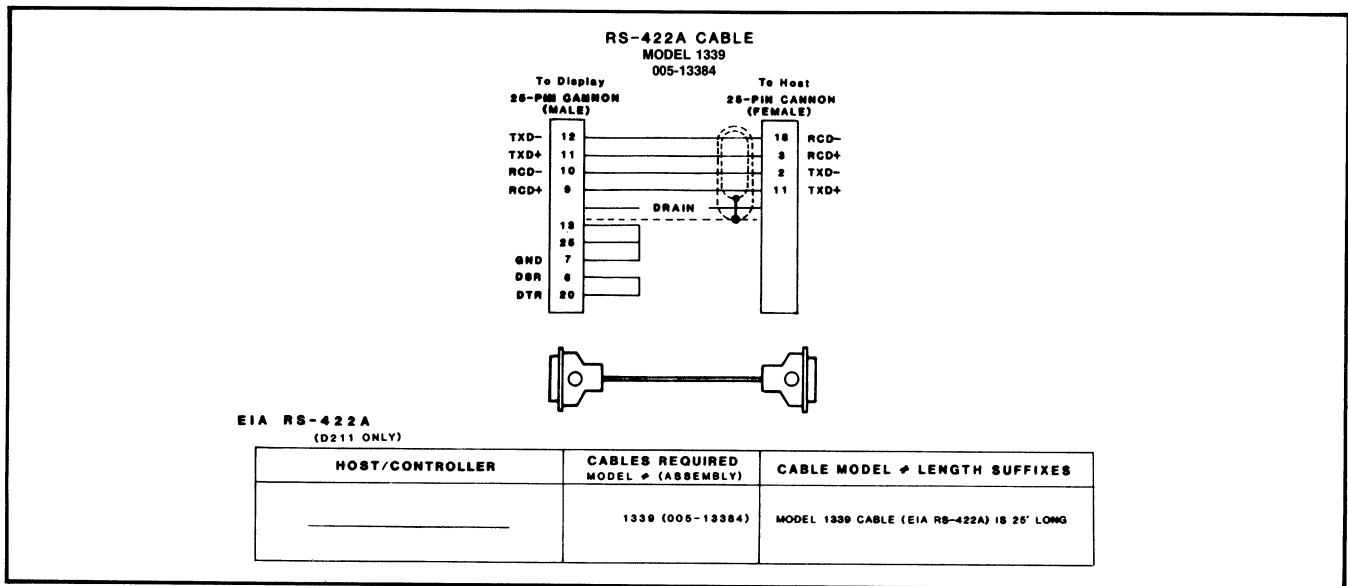 RS-422A CABLE
MODEL 1339
005-13384
To Display To Host
25-PIN CANNON 25-PIN CANNON
(MALE) (FEMALE)
TXD- 12 18 RCD-
TXD+ 11 3 RCD+
RCD- 10 2 TXD-
RCD+ 9 11 TXD+
DRAIN
13
25
GND 7
DSR 6
DTR 20
EIA RS-422A
(D211 ONLY)
HOST/CONTROLLER CABLES REQUIRED CABLE MODEL # LENGTH SUFFIXES
MODEL # (ASSEMBLY)
1339 (005-13384) MODEL 1339 CABLE (EIA RS-422A) IS 25' LONG